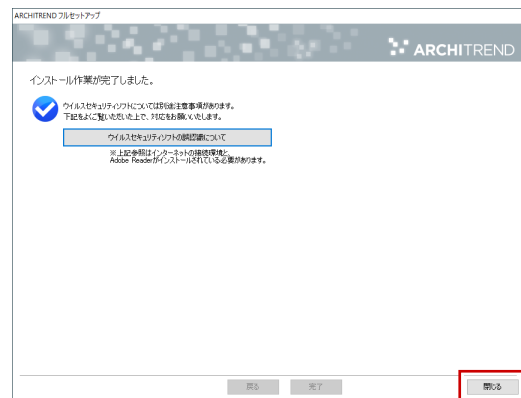 ARCHITREND フルセットアップ
ARCHITREND
インストール作業が完了しました。
ウイルスセキュリティソフトについては別途注意事項があります。
下記をよくご覧いただいた上で、対応をお願いいたします。
ウイルスセキュリティソフトの誤認識について
※上記参照はインターネットの接続環境と、
Adobe Readerがインストールされている必要があります。
戻る
完了
閉じる